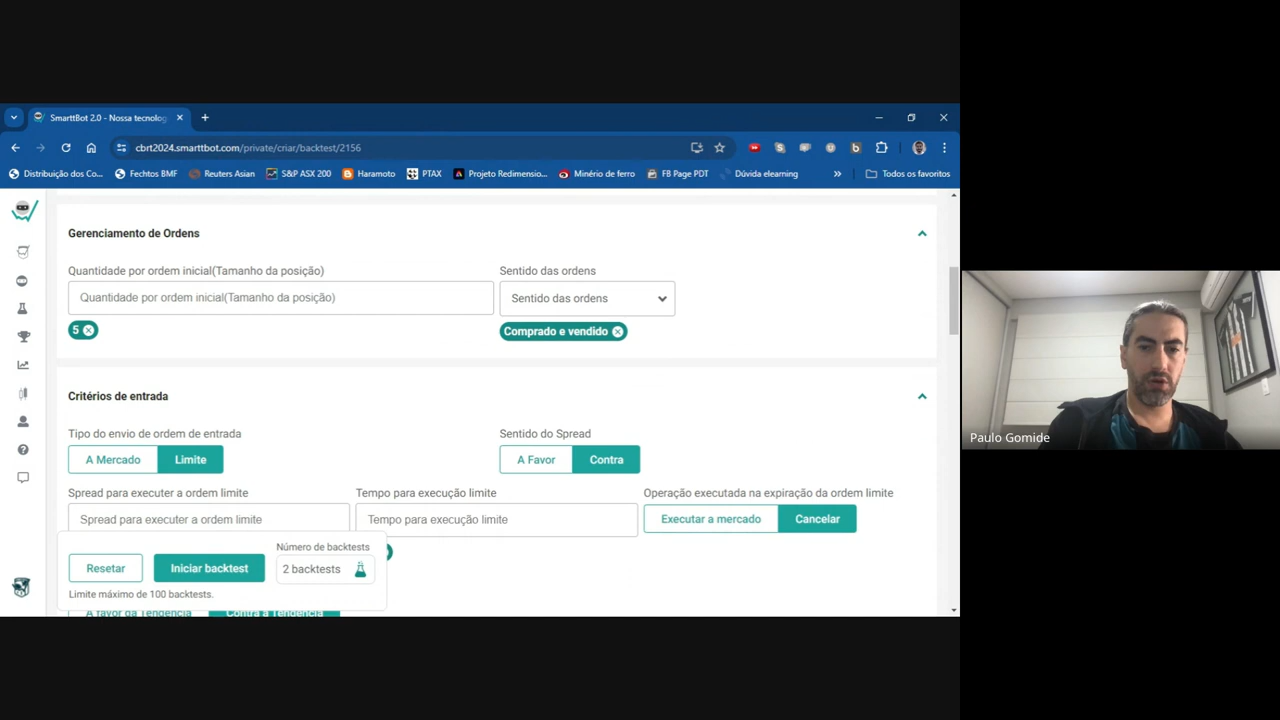 SmarttBot 2.0 - Nossa tecnolog
cbrt2024.smarttbot.com/private/criar/backtest/2156
Distribuição dos Co...
Fechtos BMF
Reuters Asian
S&P ASX 200
Haramoto
PTAX
Projeto Redimensio...
Minério de ferro
FB Page PDT
Dúvida elearning
»
Todos os favoritos
Gerenciamento de Ordens
Quantidade por ordem inicial(Tamanho da posição)
Sentido das ordens
Quantidade por ordem inicial(Tamanho da posição)
Sentido das ordens
5
Comprado e vendido
Critérios de entrada
Tipo do envio de ordem de entrada
Sentido do Spread
A Mercado
Limite
A Favor
Contra
Spread para executer a ordem limite
Tempo para execução limite
Operação executada na expiração da ordem limite
Spread para executer a ordem limite
Tempo para execução limite
Executar a mercado
Cancelar
Número de backtests
Resetar
Iniciar backtest
2 backtests
Limite máximo de 100 backtests.
A favor da Tendência
Contra a Tendência
Paulo Gomide